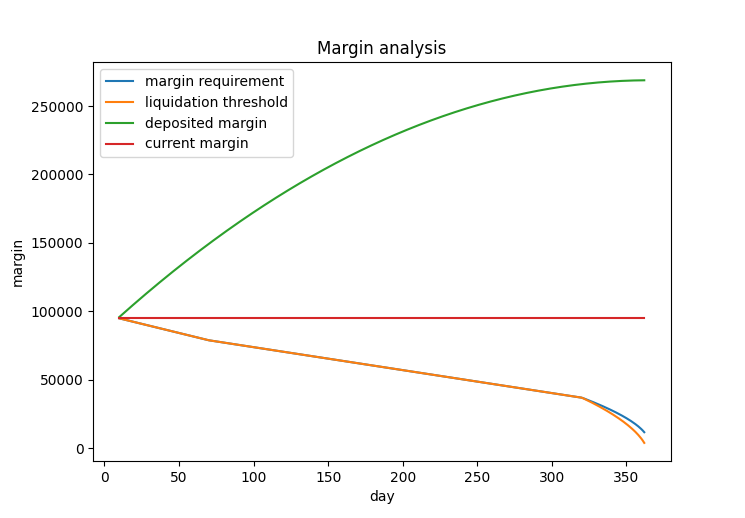 Margin analysis
margin requirement
liquidation threshold
deposited margin
current margin
250000
200000
150000
100000
50000
0
margin
0 50 100 150 200 250 300 350
day